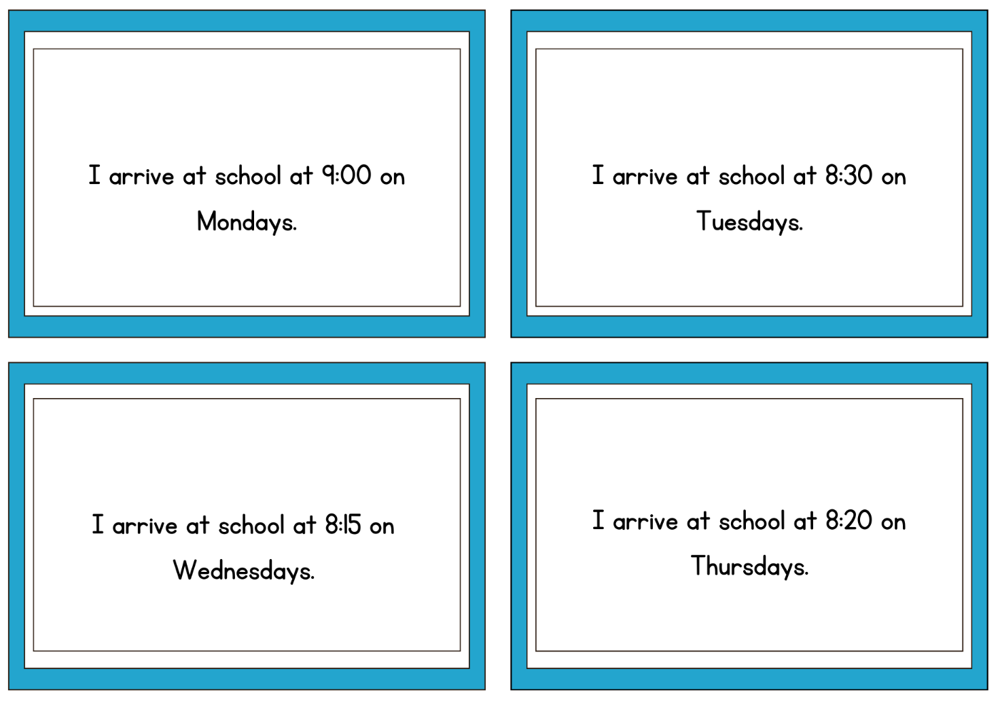 I arrive at school at 9:00 on
Mondays.
I arrive at school at 8:30 on
Tuesdays.
I arrive at school at 8:15 on
Wednesdays.
I arrive at school at 8:20 on
Thursdays.